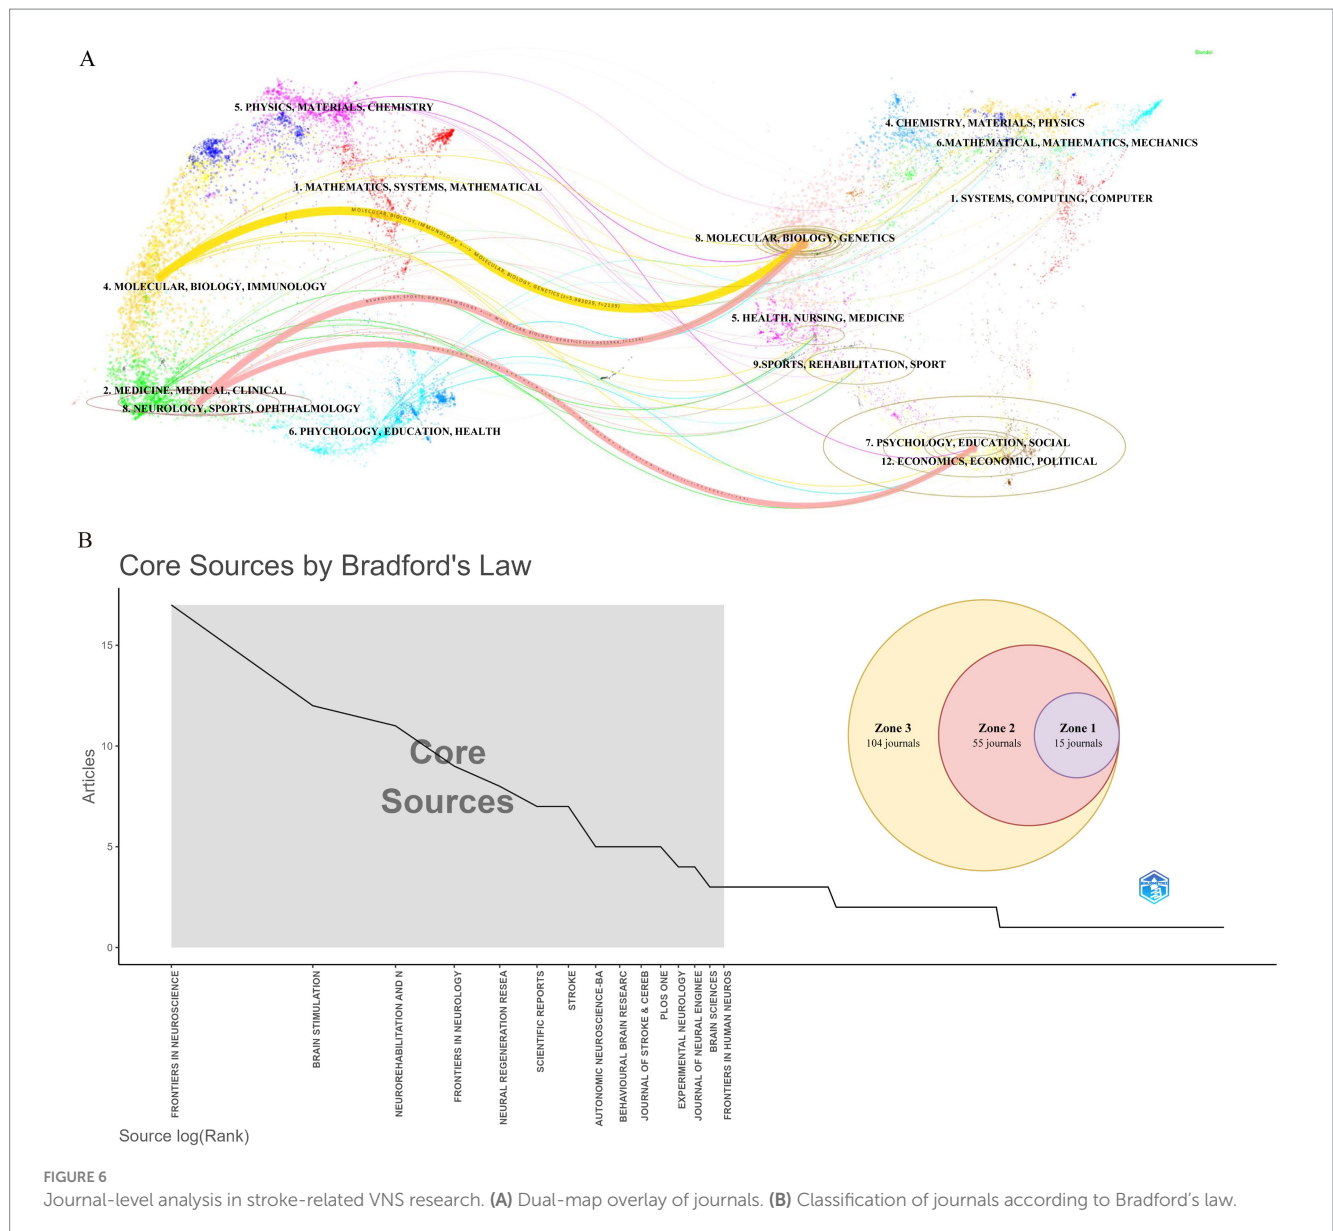 A
Blondel
5. PHYSICS, MATERIALS, CHEMISTRY
4. CHEMISTRY, MATERIALS, PHYSICS
6.MATHEMATICAL, MATHEMATICS, MECHANICS
1. MATHEMATICS, SYSTEMS, MATHEMATICAL
1. SYSTEMS, COMPUTING, COMPUTER
8. MOLECULAR, BIOLOGY, GENETICS
4. MOLECULAR, BIOLOGY, IMMUNOLOGY
5. HEALTH, NURSING, MEDICINE
9.SPORTS, REHABILITATION, SPORT
2. MEDICINE, MEDICAL, CLINICAL
8. NEUROLOGY, SPORTS, OPHTHALMOLOGY
6. PHYCHOLOGY, EDUCATION, HEALTH
7. PSYCHOLOGY, EDUCATION, SOCIAL
12. ECONOMICS, ECONOMIC, POLITICAL
B
Core Sources by Bradford's Law
Articles
15
10
5
0
Core
Sources
Zone 3
104 journals
Zone 2
55 journals
Zone 1
15 journals
FRONTIERS IN NEUROSCIENCE
BRAIN STIMULATION
NEUROREHABILITATION AND N
FRONTIERS IN NEUROLOGY
NEURAL REGENERATION RESEA
SCIENTIFIC REPORTS
STROKE
AUTONOMIC NEUROSCIENCE-BA
BEHAVIOURAL BRAIN RESEARC
JOURNAL OF STROKE & CEREB
PLOS ONE
EXPERIMENTAL NEUROLOGY
JOURNAL OF NEURAL ENGINEE
BRAIN SCIENCES
FRONTIERS IN HUMAN NEUROS
Source log(Rank)
FIGURE 6
Journal-level analysis in stroke-related VNS research. (A) Dual-map overlay of journals. (B) Classification of journals according to Bradford's law.